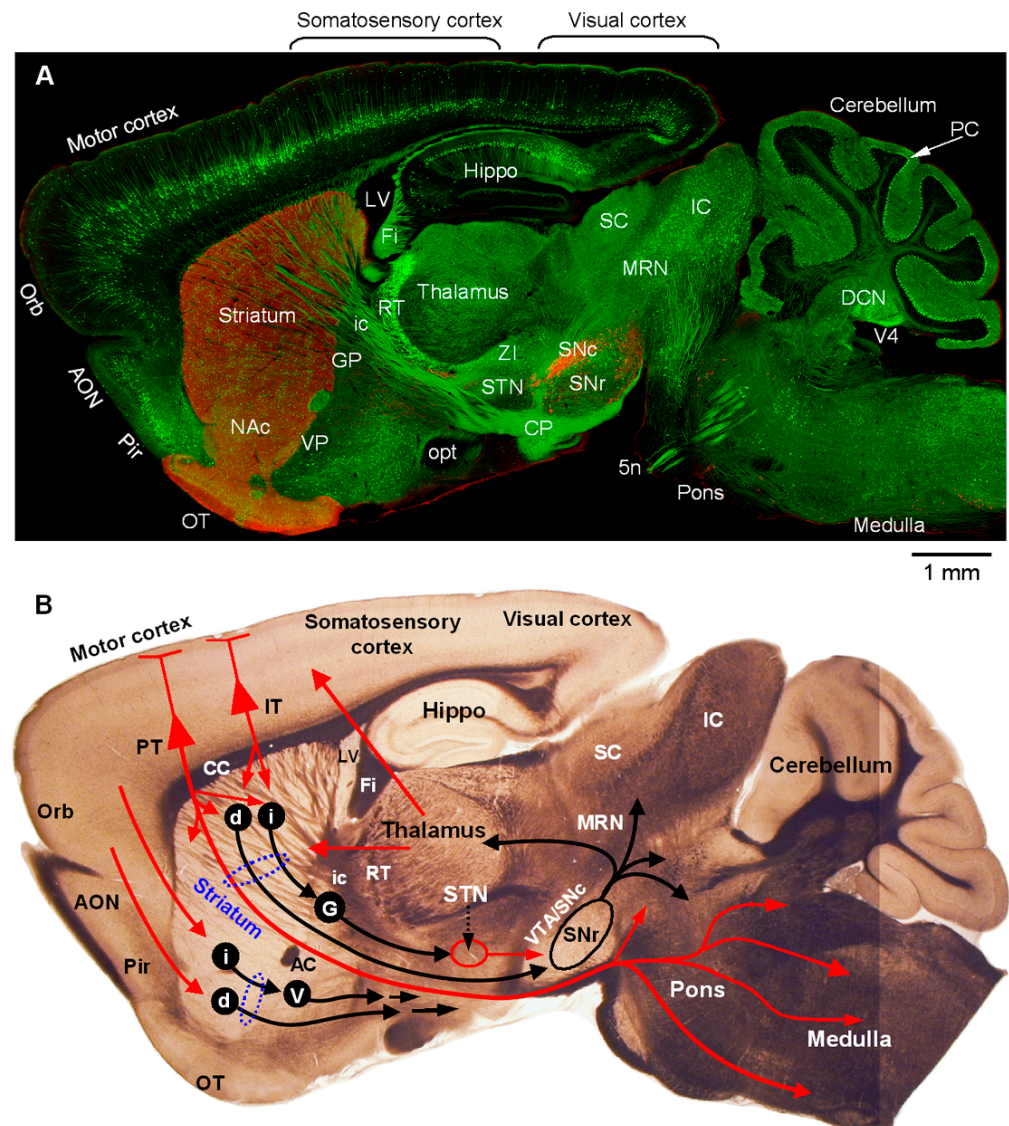 Somatosensory cortex
Visual cortex
A
Motor cortex
Cerebellum
PC
Hippo
LV
SC
IC
Fi
MRN
Orb
Striatum
ic
RT
Thalamus
DCN
V4
GP
ZI
SNc
AON
STN
SNr
NAc
VP
CP
Pir
opt
5n
Pons
OT
Medulla
1 mm
B
Motor cortex
Somatosensory
cortex
Visual cortex
IT
PT
Hippo
IC
SC
CC
LV
Fi
Cerebellum
Orb
d
i
Thalamus
MRN
ic
RT
STN
VTA/SNc
AON
Striatum
G
SNr
Pir
i
AC
d
V
Pons
Medulla
OT